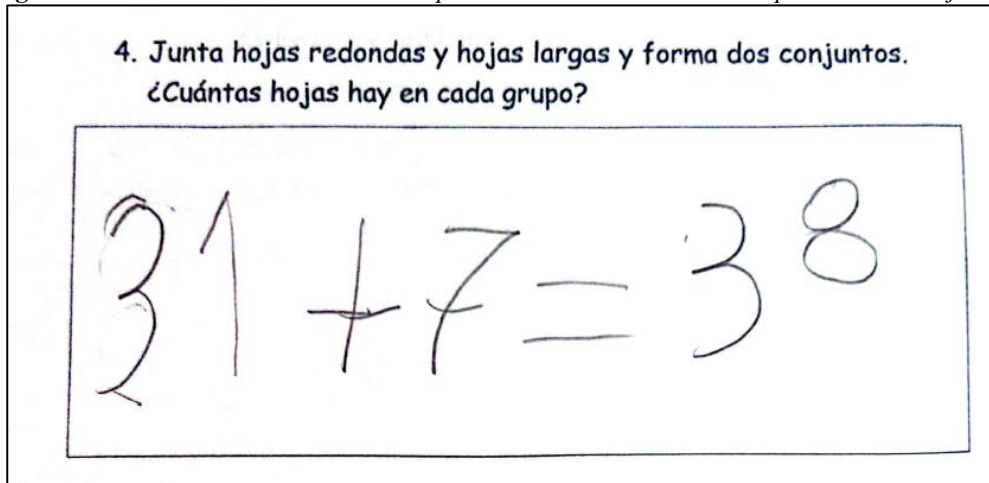 4. Junta hojas redondas y hojas largas y forma dos conjuntos.
¿Cuántas hojas hay en cada grupo?
31 + 7 = 38